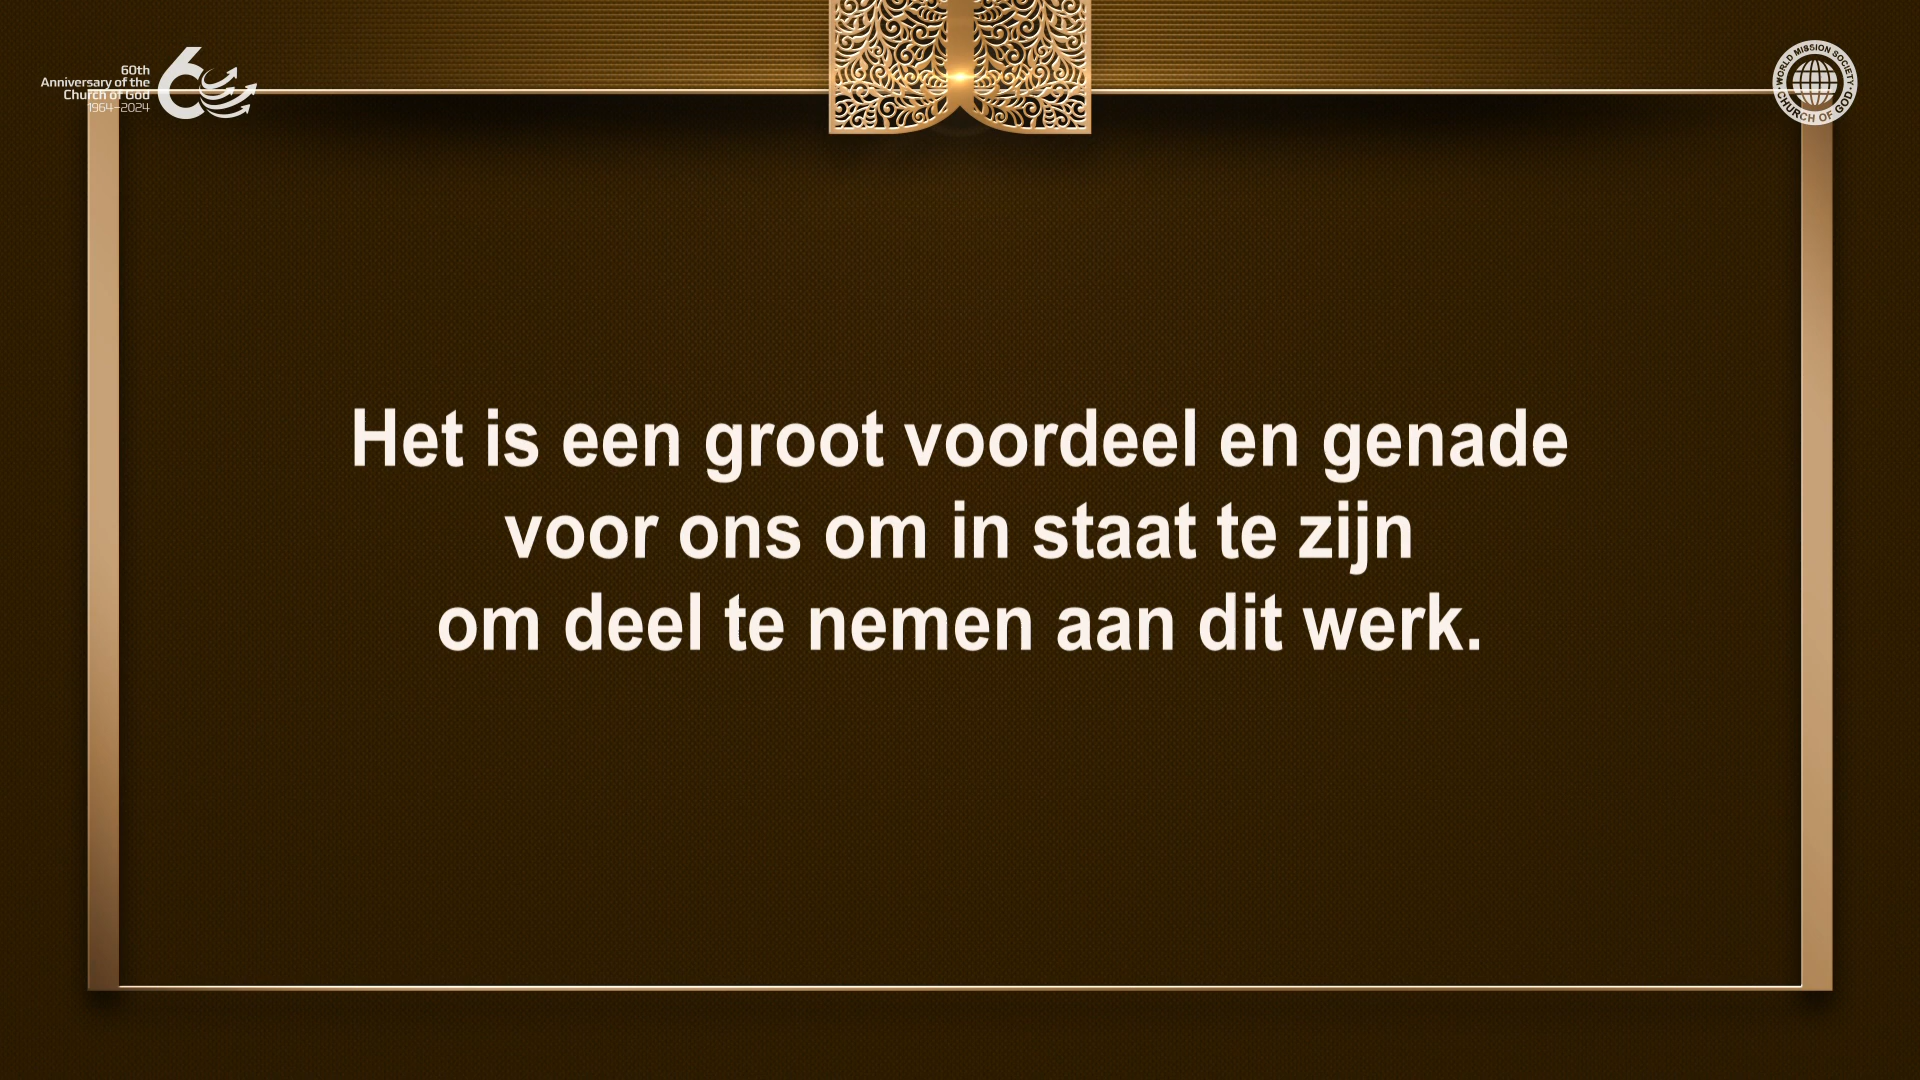 60th
Anniversary of the
Church of God
1964–2024
60
WORLD MISSION SOCIETY
CHURCH OF GOD
Het is een groot voordeel en genade
voor ons om in staat te zijn
om deel te nemen aan dit werk.